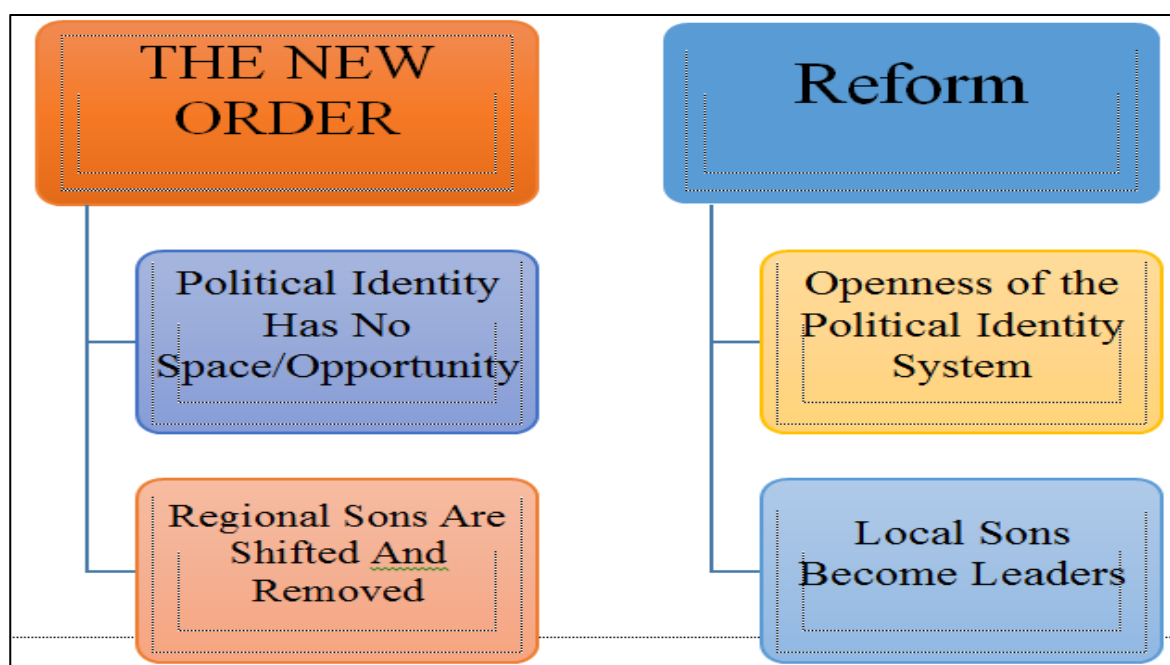 THE NEW
ORDER
Political Identity
Has No
Space/Opportunity
Regional Sons Are
Shifted And
Removed
Reform
Openness of the
Political Identity
System
Local Sons
Become Leaders